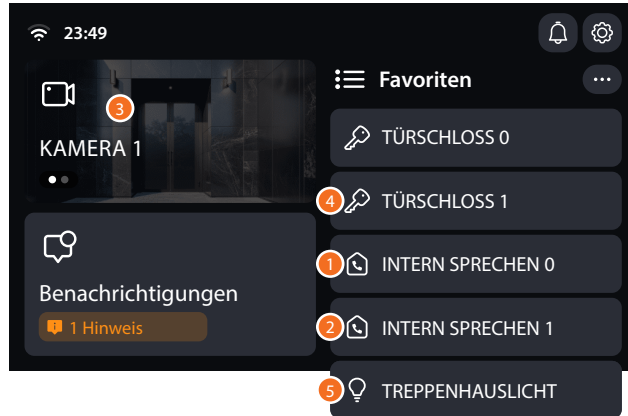 23:49
3
KAMERA 1
Benachrichtigungen
1 Hinweis
Favoriten
TÜRSCHLOSS 0
4 TÜRSCHLOSS 1
1 INTERN SPRECHEN 0
2 INTERN SPRECHEN 1
5 TREPPENHAUSLICHT